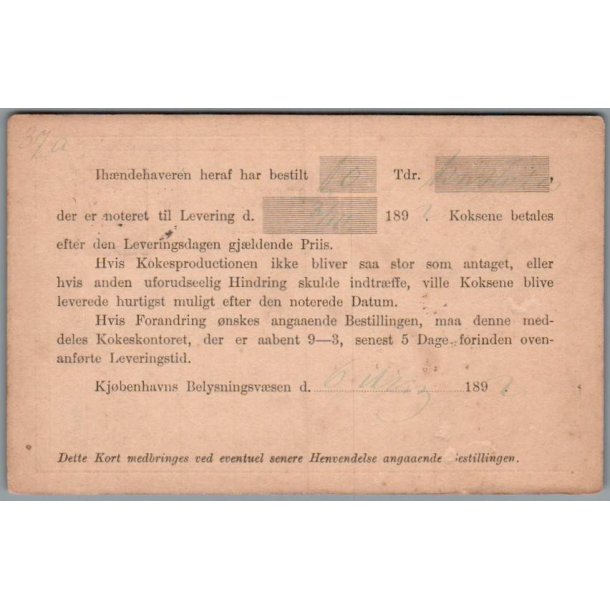 37a
Ihændehaveren heraf har bestilt 10 Tdr.
der er noteret til Levering d. 189 Koksene betales
efter den Leveringsdagen gjældende Priis.
Hvis Kokesproductionen ikke bliver saa stor som antaget, eller
hvis anden uforudseelig Hindring skulde indtræffe, ville Koksene blive
leverede hurtigst muligt efter den noterede Datum.
Hvis Forandring ønskes angaaende Bestillingen, maa denne med-
deles Kokeskontoret, der er aabent 9—3, senest 5 Dage forinden oven-
anførte Leveringstid.
Kjøbenhavns Belysningsvæsen d. 189
Dette Kort medbringes ved eventuel senere Henvendelse angaaende Bestillingen.